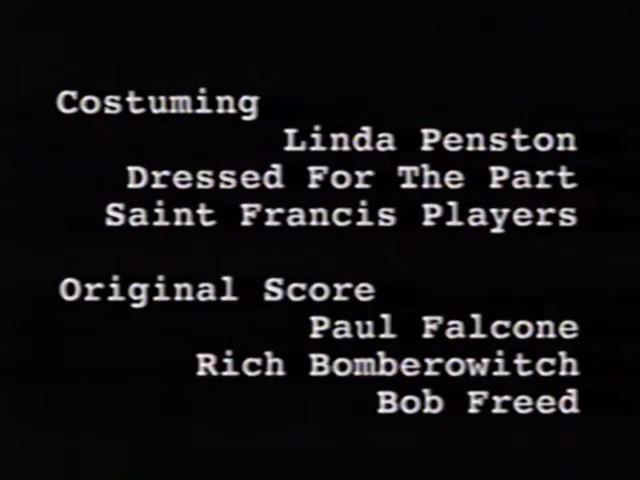 Costuming
Linda Penston
Dressed For The Part
Saint Francis Players
Original Score
Paul Falcone
Rich Bomberowitch
Bob Freed